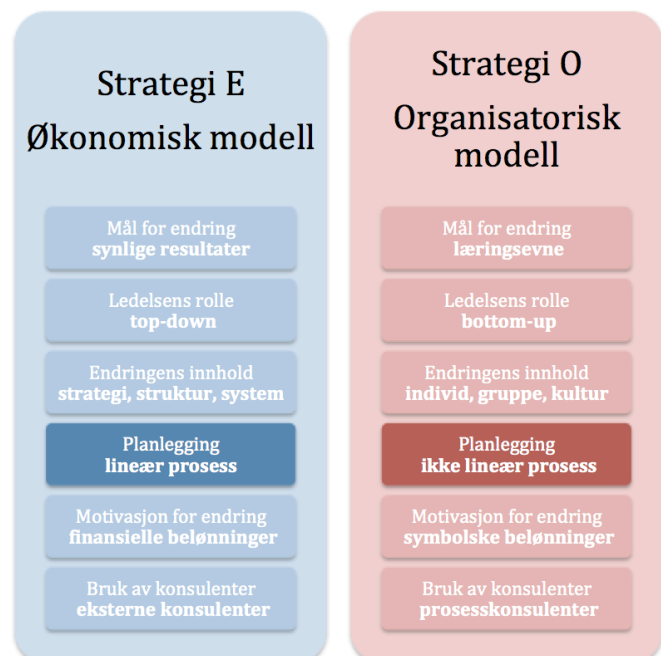 Strategi E
Økonomisk modell
Mål for endring
synlige resultater
Ledelsens rolle
top-down
Endringens innhold
strategi, struktur, system
Planlegging
lineær prosess
Motivasjon for endring
finansielle belønninger
Bruk av konsulenter
eksterne konsulenter
Strategi O
Organisatorisk
modell
Mål for endring
læringsevne
Ledelsens rolle
bottom-up
Endringens innhold
individ, gruppe, kultur
Planlegging
ikke lineær prosess
Motivasjon for endring
symbolske belønninger
Bruk av konsulenter
prosesskonsulenter